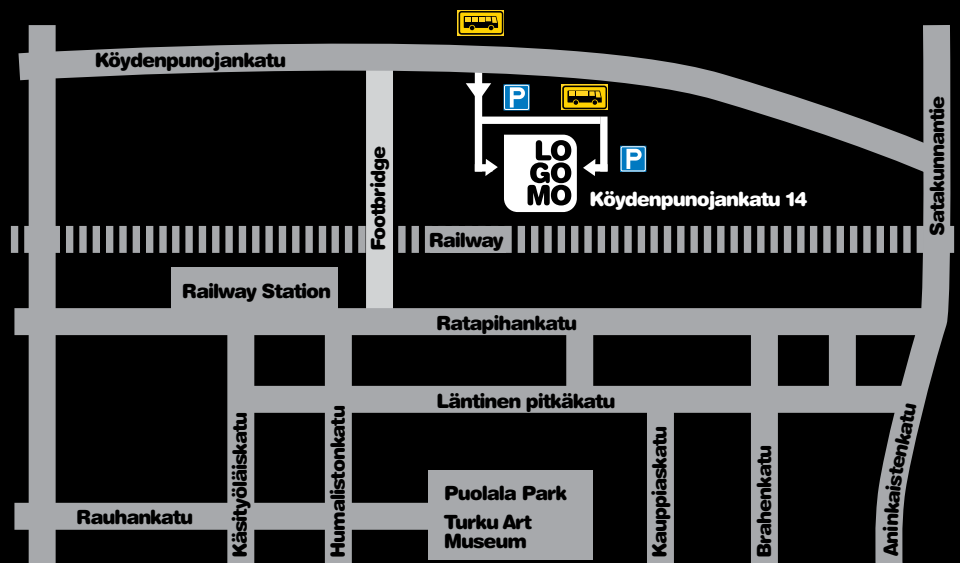 Köydenpunojankatu
P
P
LO
GO
MO
Köydenpunojankatu 14
Satakunnantie
Footbridge
Railway
Railway Station
Ratapihankatu
Läntinen pitkäkatu
Käsityöläiskatu
Humalistonkatu
Kauppiaskatu
Brahenkatu
Aninkaistenkatu
Puolala Park
Turku Art
Museum
Rauhankatu